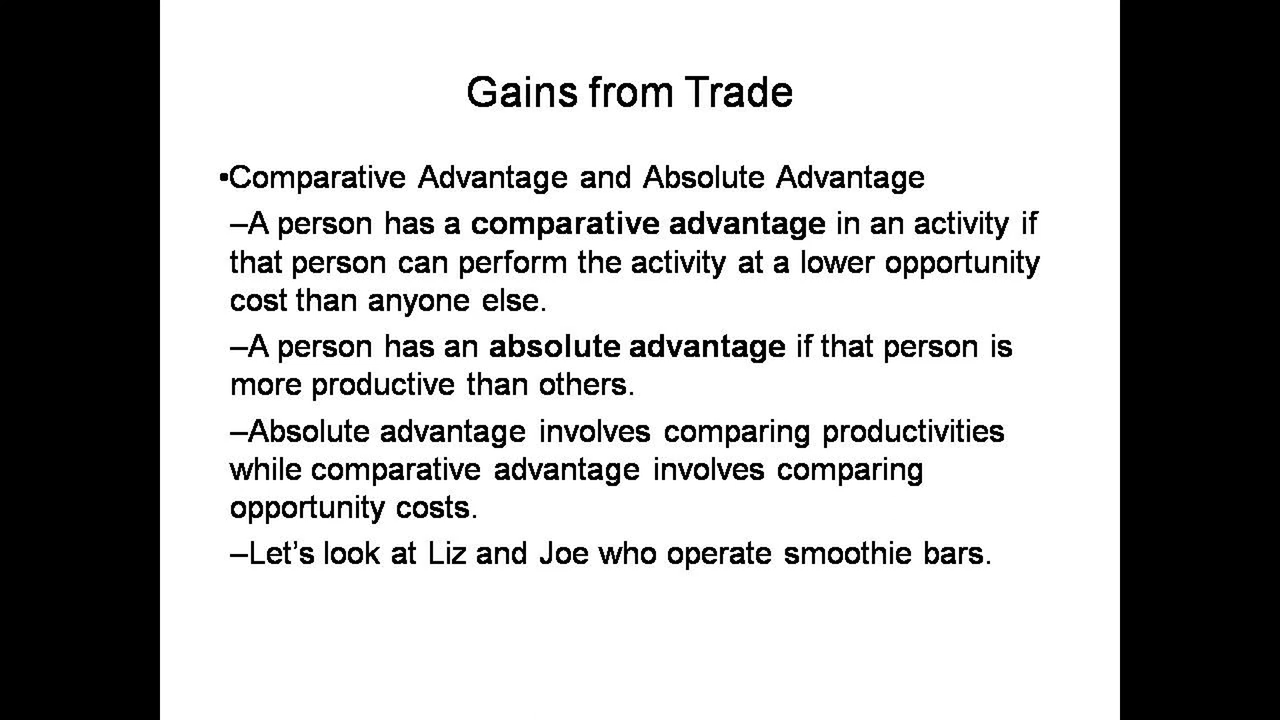 Gains from Trade
•Comparative Advantage and Absolute Advantage
–A person has a comparative advantage in an activity if
that person can perform the activity at a lower opportunity
cost than anyone else.
–A person has an absolute advantage if that person is
more productive than others.
–Absolute advantage involves comparing productivities
while comparative advantage involves comparing
opportunity costs.
–Let’s look at Liz and Joe who operate smoothie bars.